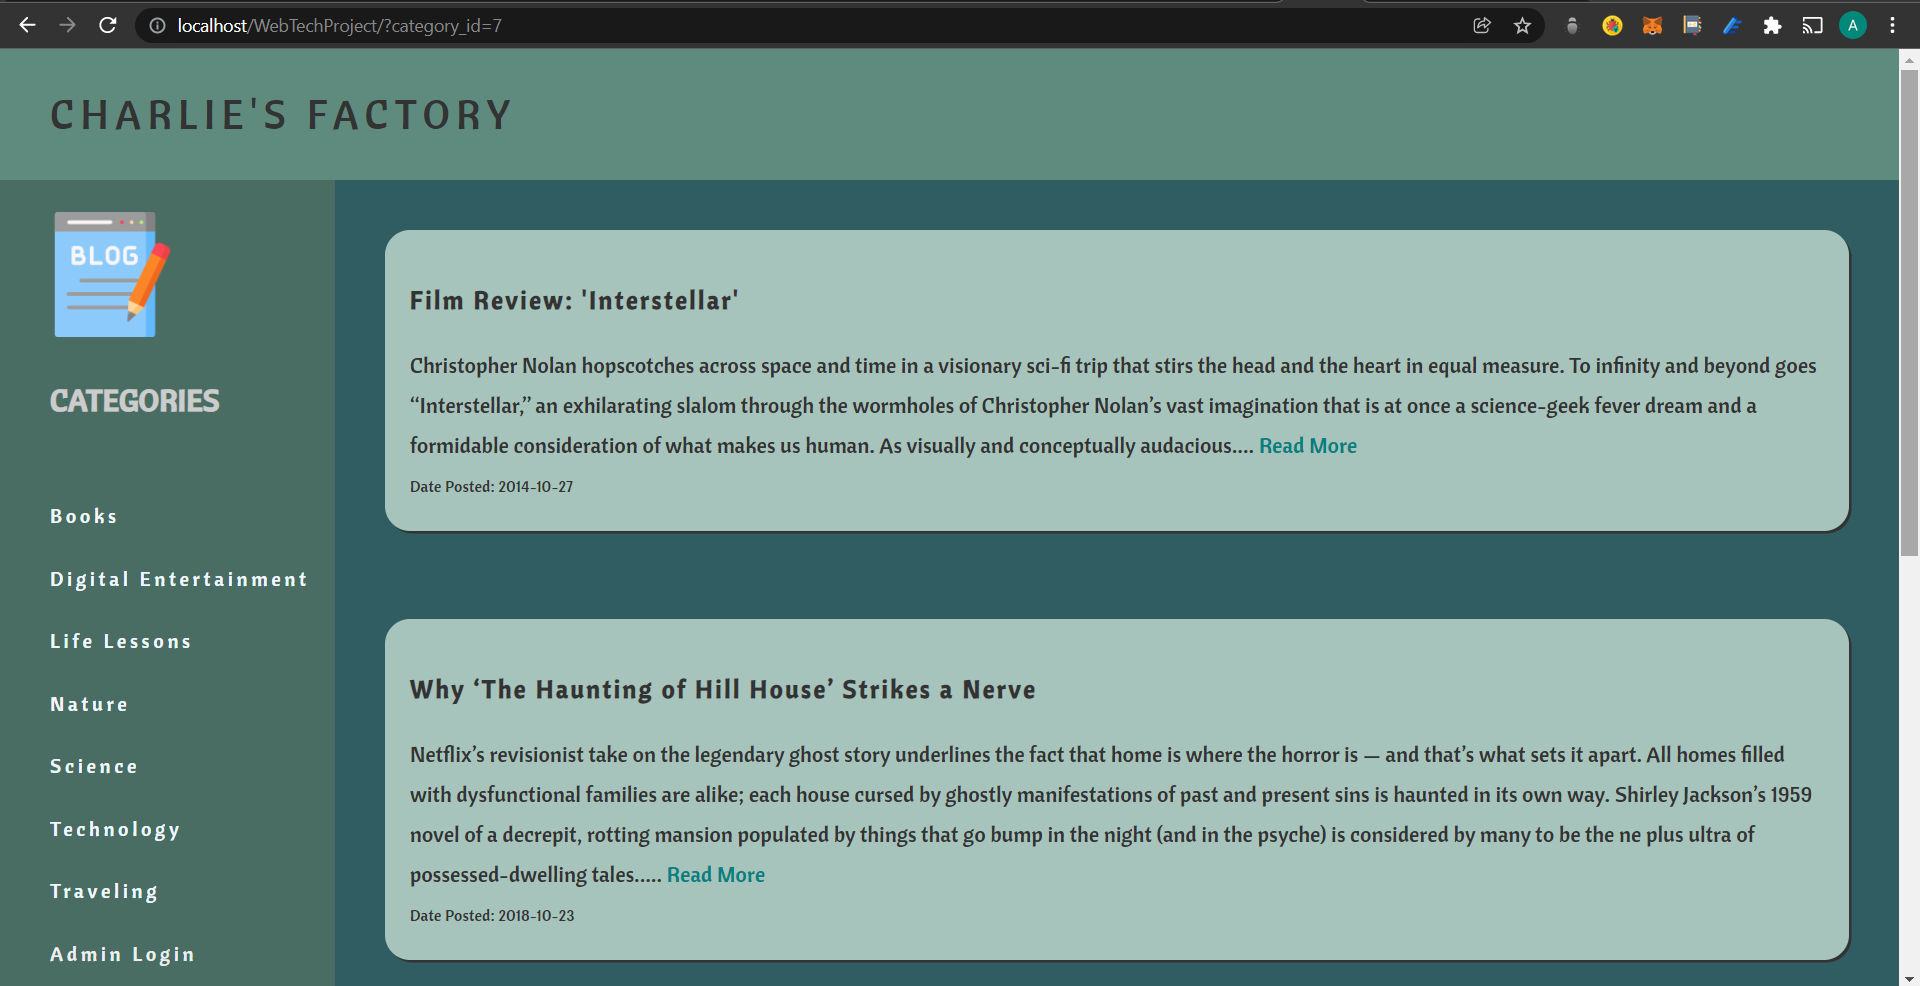 localhost/WebTechProject/?category_id=7
A
CHARLIE'S FACTORY
BLOG
CATEGORIES
Books
Digital Entertainment
Life Lessons
Nature
Science
Technology
Traveling
Admin Login
Film Review: 'Interstellar'
Christopher Nolan hopscotches across space and time in a visionary sci-fi trip that stirs the head and the heart in equal measure. To infinity and beyond goes
“Interstellar,” an exhilarating slalom through the wormholes of Christopher Nolan’s vast imagination that is at once a science-geek fever dream and a
formidable consideration of what makes us human. As visually and conceptually audacious.... Read More
Date Posted: 2014-10-27
Why ‘The Haunting of Hill House’ Strikes a Nerve
Netflix’s revisionist take on the legendary ghost story underlines the fact that home is where the horror is — and that’s what sets it apart. All homes filled
with dysfunctional families are alike; each house cursed by ghostly manifestations of past and present sins is haunted in its own way. Shirley Jackson’s 1959
novel of a decrepit, rotting mansion populated by things that go bump in the night (and in the psyche) is considered by many to be the ne plus ultra of
possessed-dwelling tales..... Read More
Date Posted: 2018-10-23